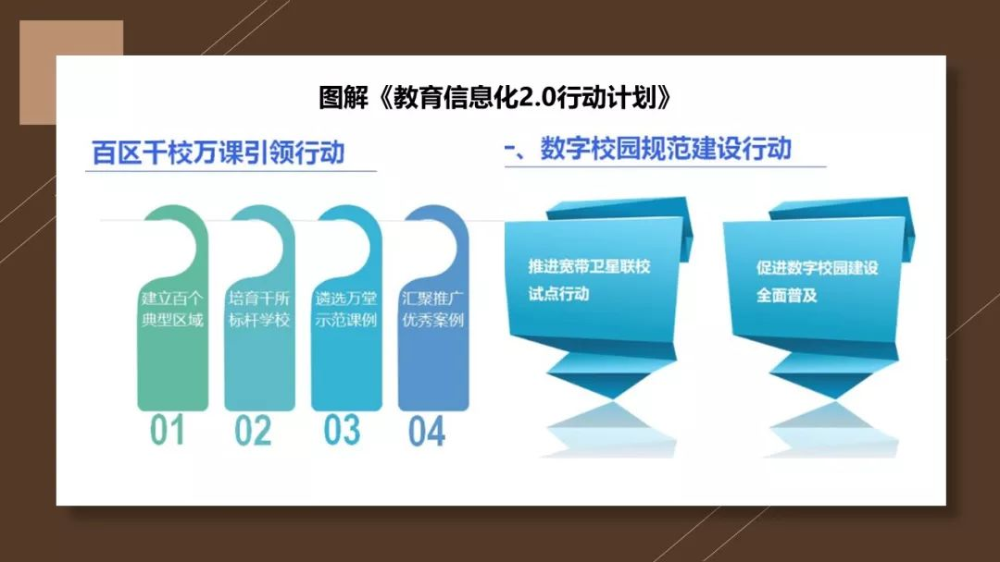 图解《教育信息化2.0行动计划》
百区千校万课引领行动
建立百个
典型区域
01
培育千所
标杆学校
02
遴选万堂
示范课例
03
汇聚推广
优秀案例
04
一、数字校园规范建设行动
推进宽带卫星联校
试点行动
促进数字校园建设
全面普及